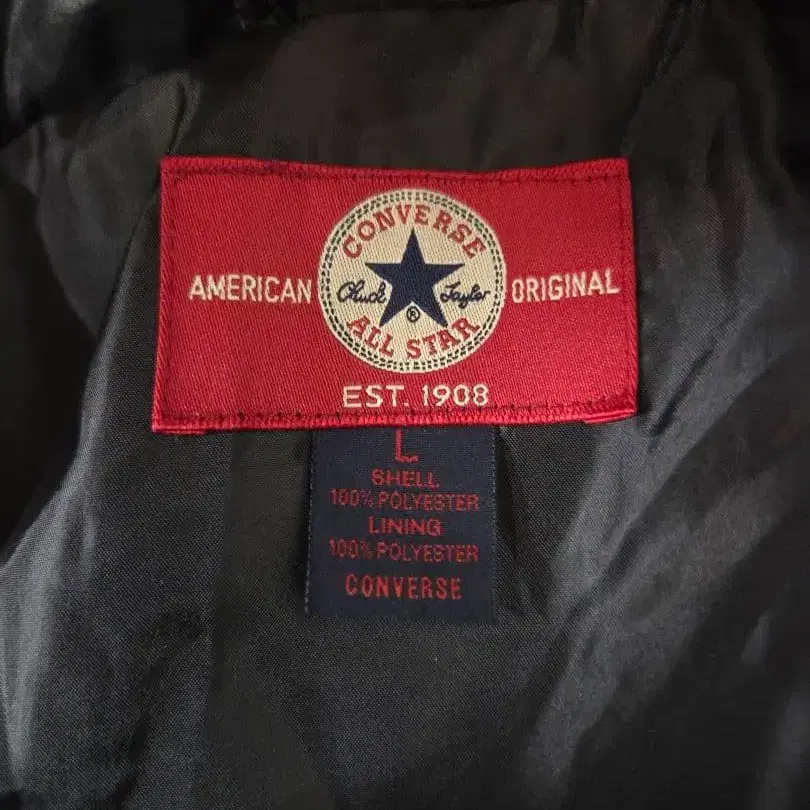 CONVERSE
AMERICAN Chuck Taylor ORIGINAL
®
ALL STAR
EST. 1908
L
SHELL
100% POLYESTER
LINING
100% POLYESTER
CONVERSE